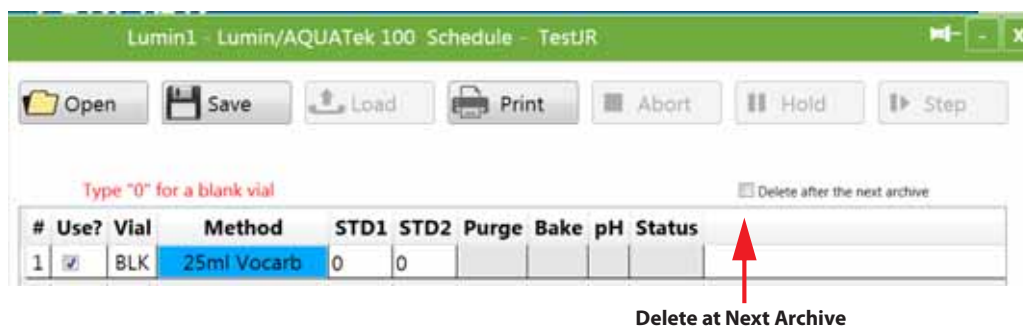 Lumin1 - Lumin/AQUATek 100 Schedule - TestJR
- X
Open Save Load Print Abort Hold Step
Type "0" for a blank vial
Delete after the next archive
# Use? Vial Method STD1 STD2 Purge Bake pH Status
1 BLK 25ml Vocarb 0 0
Delete at Next Archive